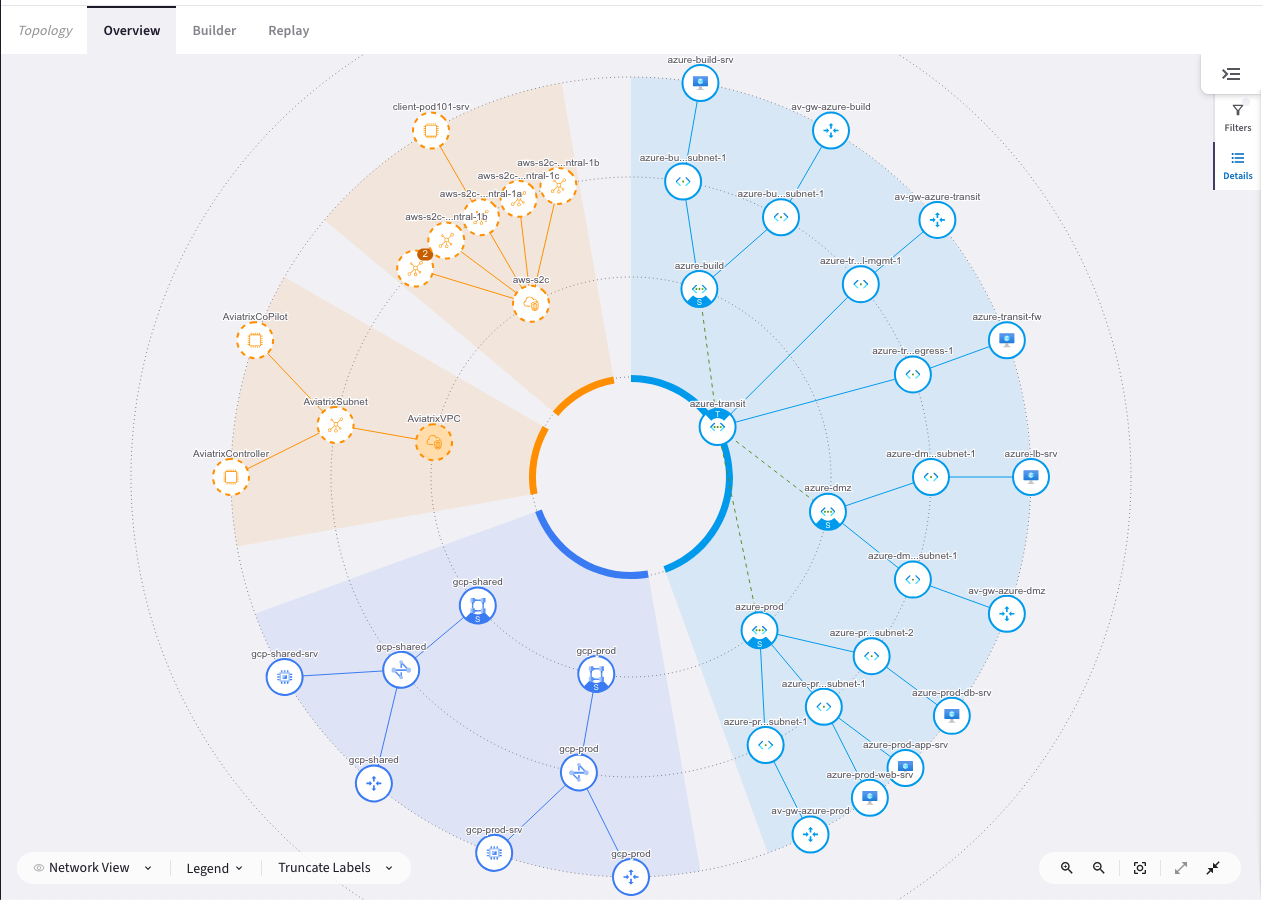 Topology
Overview
Builder
Replay
Filters
Details
azure-build-srv
client-pod101-srv
av-gw-azure-build
azure-bu...subnet-1
aws-s2c-...ntral-1b
aws-s2c-...ntral-1c
aws-s2c-...ntral-1a
azure-bu...subnet-1
av-gw-azure-transit
aws-s2c-...ntral-1b
2
azure-build
S
azure-tr...l-mgmt-1
aws-s2c
AviatrixCoPilot
azure-transit-fw
azure-tr...egress-1
AviatrixSubnet
azure-transit
T
AviatrixVPC
AviatrixController
azure-dm...subnet-1
azure-lb-srv
azure-dmz
S
azure-dm...subnet-1
gcp-shared
S
av-gw-azure-dmz
azure-prod
S
azure-pr...subnet-2
gcp-shared
gcp-shared-srv
gcp-prod
S
azure-pr...subnet-1
azure-prod-db-srv
azure-pr...subnet-1
gcp-prod
azure-prod-app-srv
gcp-shared
azure-prod-web-srv
av-gw-azure-prod
gcp-prod-srv
gcp-prod
Network View
Legend
Truncate Labels